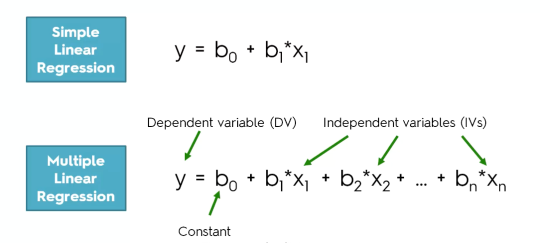 Simple
Linear
Regression
y = b₀ + b₁*x₁
Dependent variable (DV) Independent variables (IVs)
Multiple
Linear
Regression
y = b₀ + b₁*x₁ + b₂*x₂ + ... + bₙ*xₙ
Constant